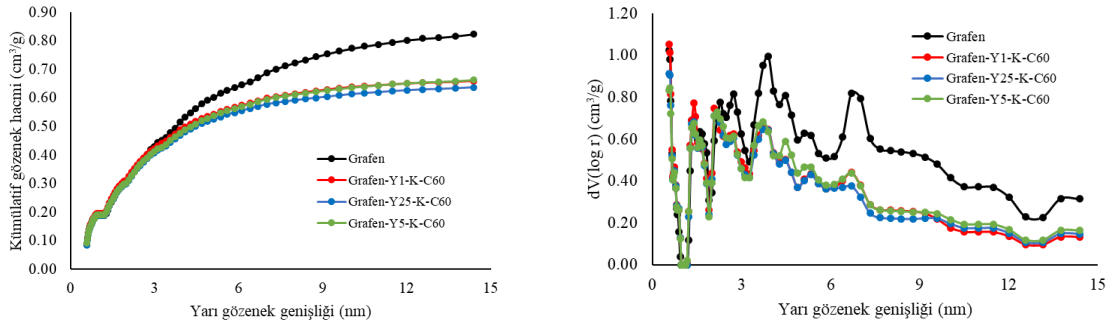 Kümülatif gözenek hacmi (cm³/g)
0.90
0.80
0.70
0.60
0.50
0.40
0.30
0.20
0.10
0.00
0
3
6
9
12
15
Yarı gözenek genişliği (nm)
Grafen
Grafen-Y1-K-C60
Grafen-Y25-K-C60
Grafen-Y5-K-C60
dV(log r) (cm³/g)
1.20
1.00
0.80
0.60
0.40
0.20
0.00
0
3
6
9
12
15
Yarı gözenek genişliği (nm)
Grafen
Grafen-Y1-K-C60
Grafen-Y25-K-C60
Grafen-Y5-K-C60